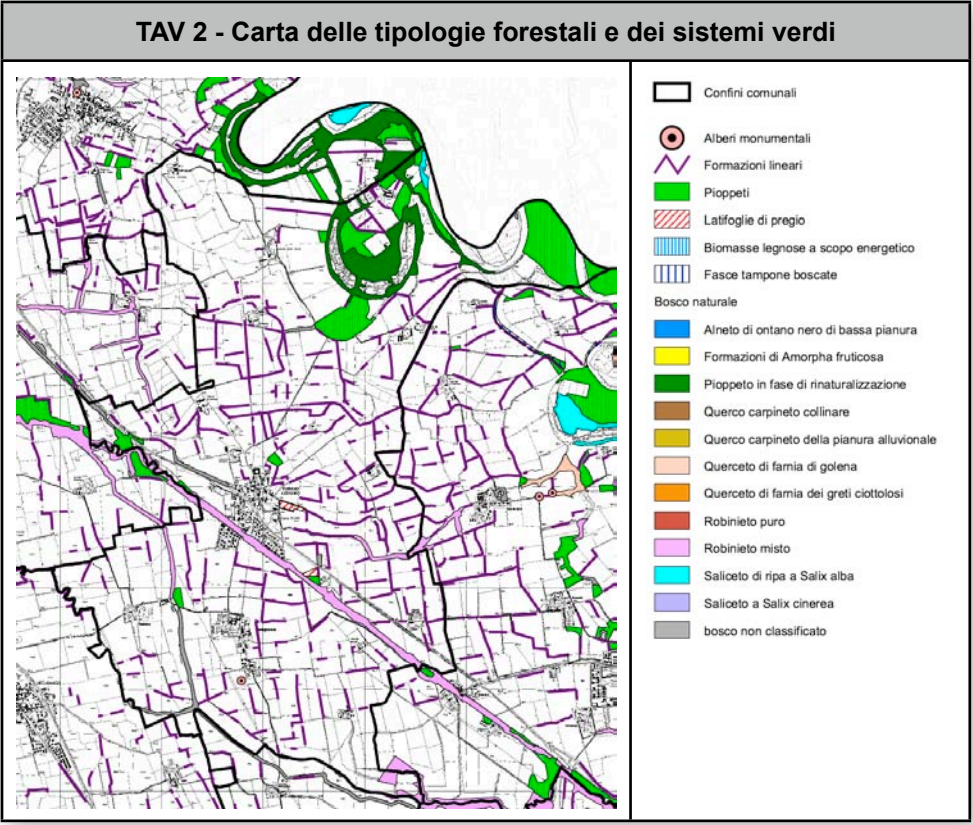 TAV 2 - Carta delle tipologie forestali e dei sistemi verdi
Confini comunali
Alberi monumentali
Formazioni lineari
Pioppeti
Latifoglie di pregio
Biomasse legnose a scopo energetico
Fasce tampone boscate
Bosco naturale
Alneto di ontano nero di bassa pianura
Formazioni di Amorpha fruticosa
Pioppeto in fase di rinaturalizzazione
Querco carpineto collinare
Querco carpineto della pianura alluvionale
Querceto di farnia di golena
Querceto di farnia dei greti ciottolosi
Robinieto puro
Robinieto misto
Saliceto di ripa a Salix alba
Saliceto a Salix cinerea
bosco non classificato